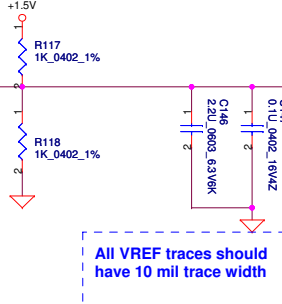 +1.5V
1
R117
1K_0402_1%
2
1
R118
1K_0402_1%
2
1
2
C146
2.2U_0603_6.3V6K
1
2
0.1U_0402_16V4Z
All VREF traces should
have 10 mil trace width